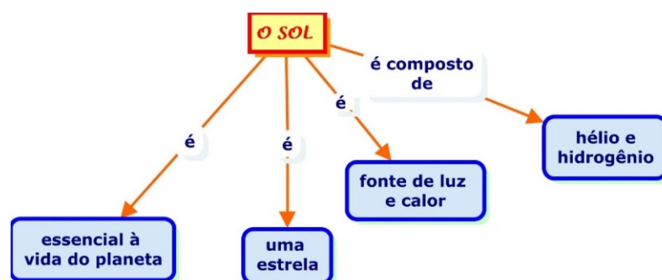 O SOL
é composto
de
é
é
é
hélio e
hidrogênio
fonte de luz
e calor
essencial à
vida do planeta
uma
estrela